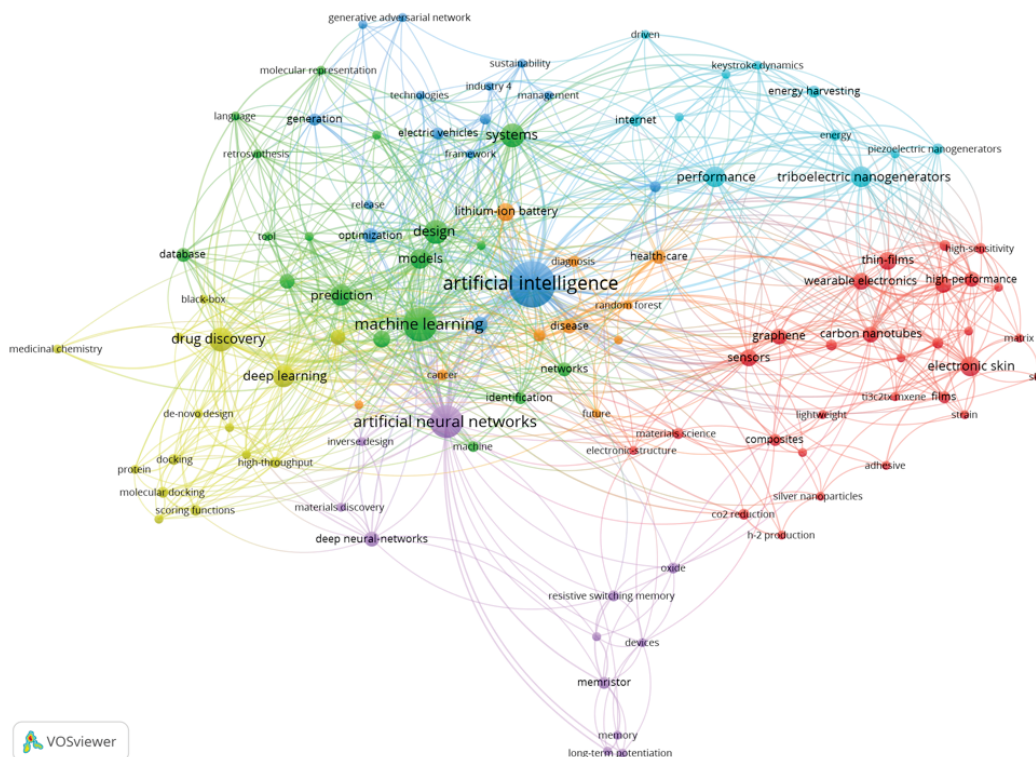 generative adversarial network
driven
sustainability
keystroke dynamics
molecular representation
industry 4
technologies
management
energy harvesting
language
generation
internet
electric vehicles
systems
energy
retrosynthesis
framework
piezoelectric nanogenerators
performance
triboelectric nanogenerators
release
lithium-ion battery
optimization
design
high-sensitivity
database
tool
models
diagnosis
health-care
thin-films
wearable electronics
high-performance
artificial intelligence
black-box
prediction
random forest
machine learning
disease
drug discovery
graphene
carbon nanotubes
matrix
medicinal chemistry
sensors
electronic skin
deep learning
cancer
networks
identification
ti3c2tx mxene
films
de-novo design
artificial neural networks
future
lightweight
strain
inverse design
machine
materials science
composites
electronic structure
docking
high-throughput
adhesive
protein
molecular docking
silver nanoparticles
materials discovery
scoring functions
co2 reduction
deep neural-networks
h-2 production
oxide
resistive switching memory
devices
memristor
memory
long-term potentiation
VOSviewer